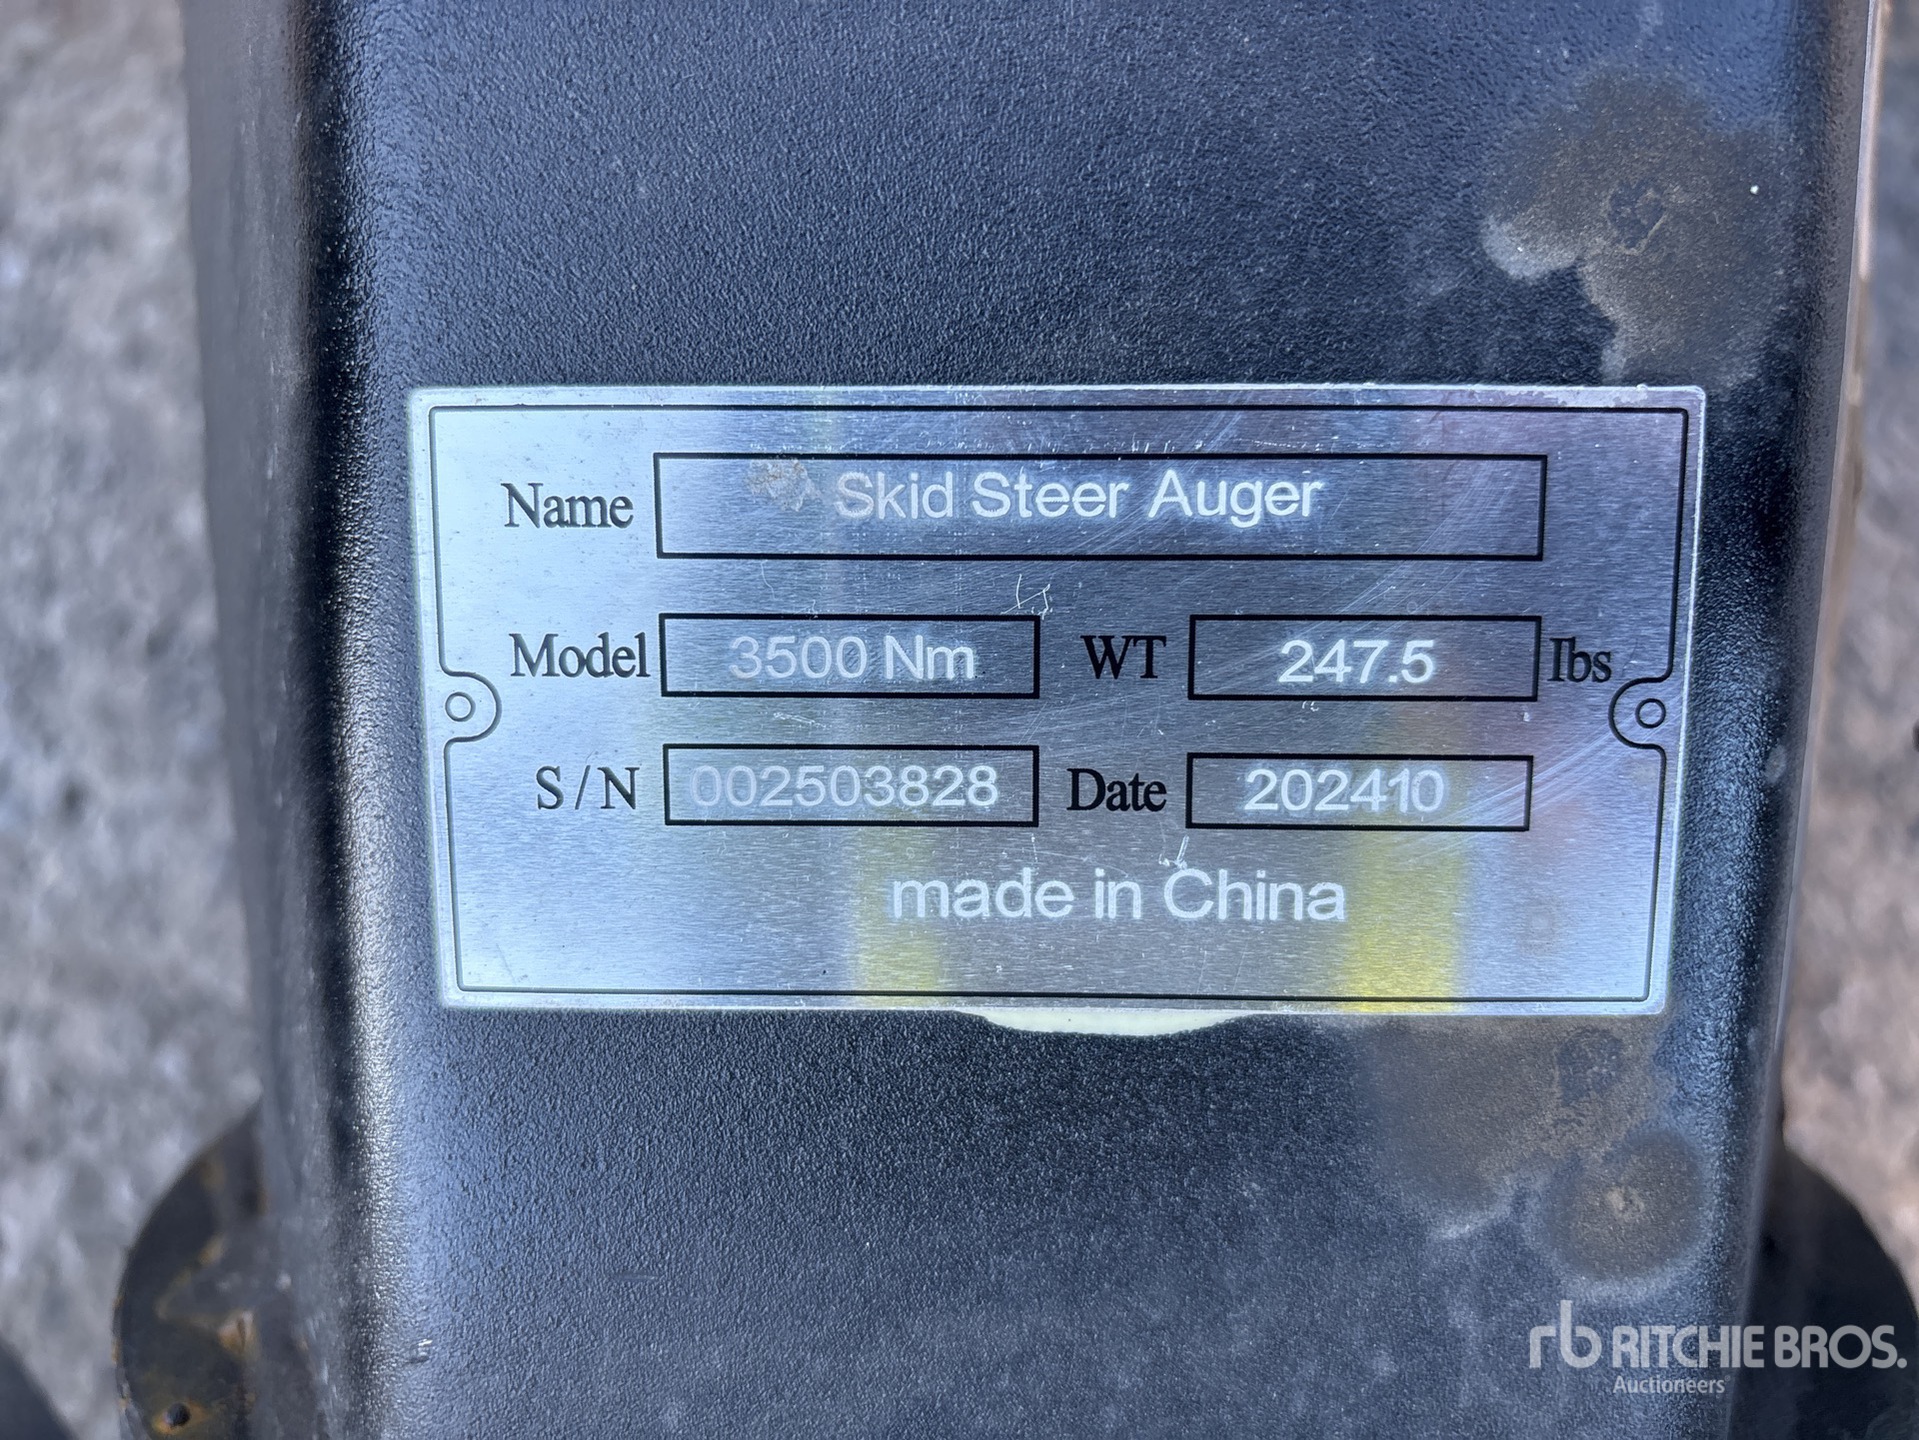 Name Skid Steer Auger
Model 3500 Nm WT 247.5 lbs
S/N 002503828 Date 202410
made in China
rb RITCHIE BROS.
Auctioneers